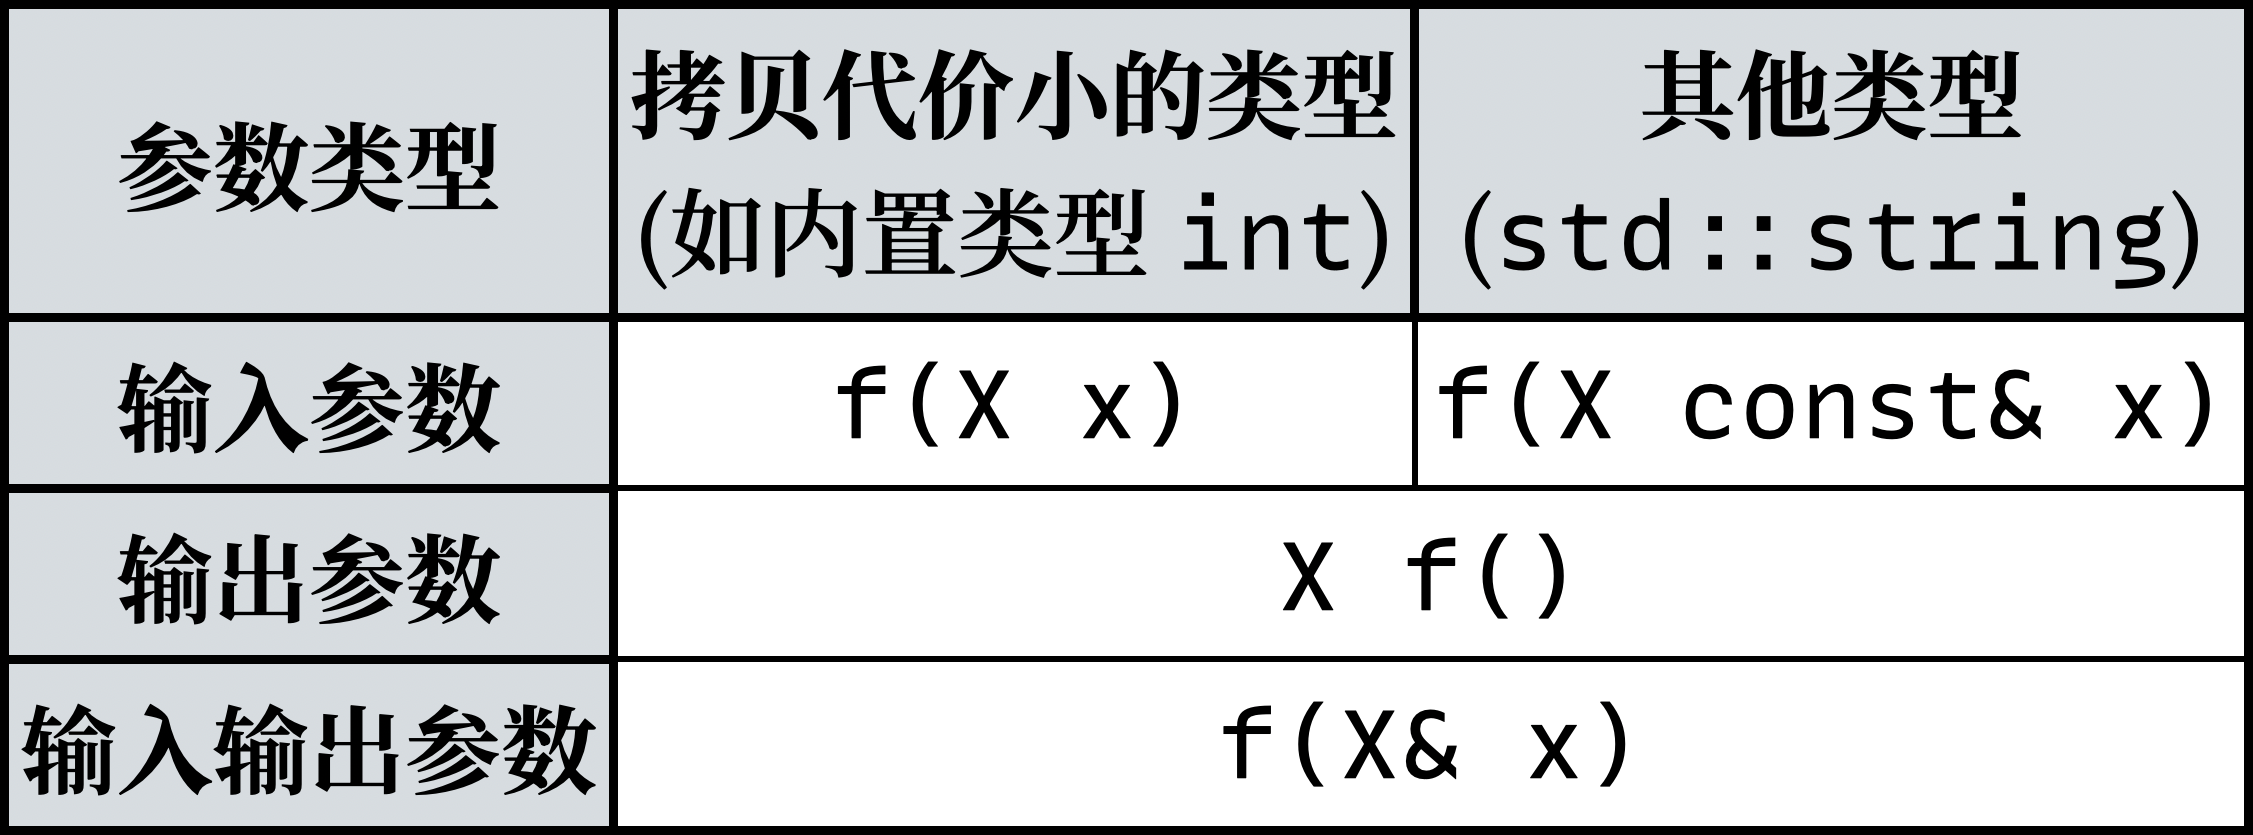 参数类型
拷贝代价小的类型
(如内置类型 int)
其他类型
(std::string)
输入参数
f(X x)
f(X const& x)
输出参数
X f()
输入输出参数
f(X& x)